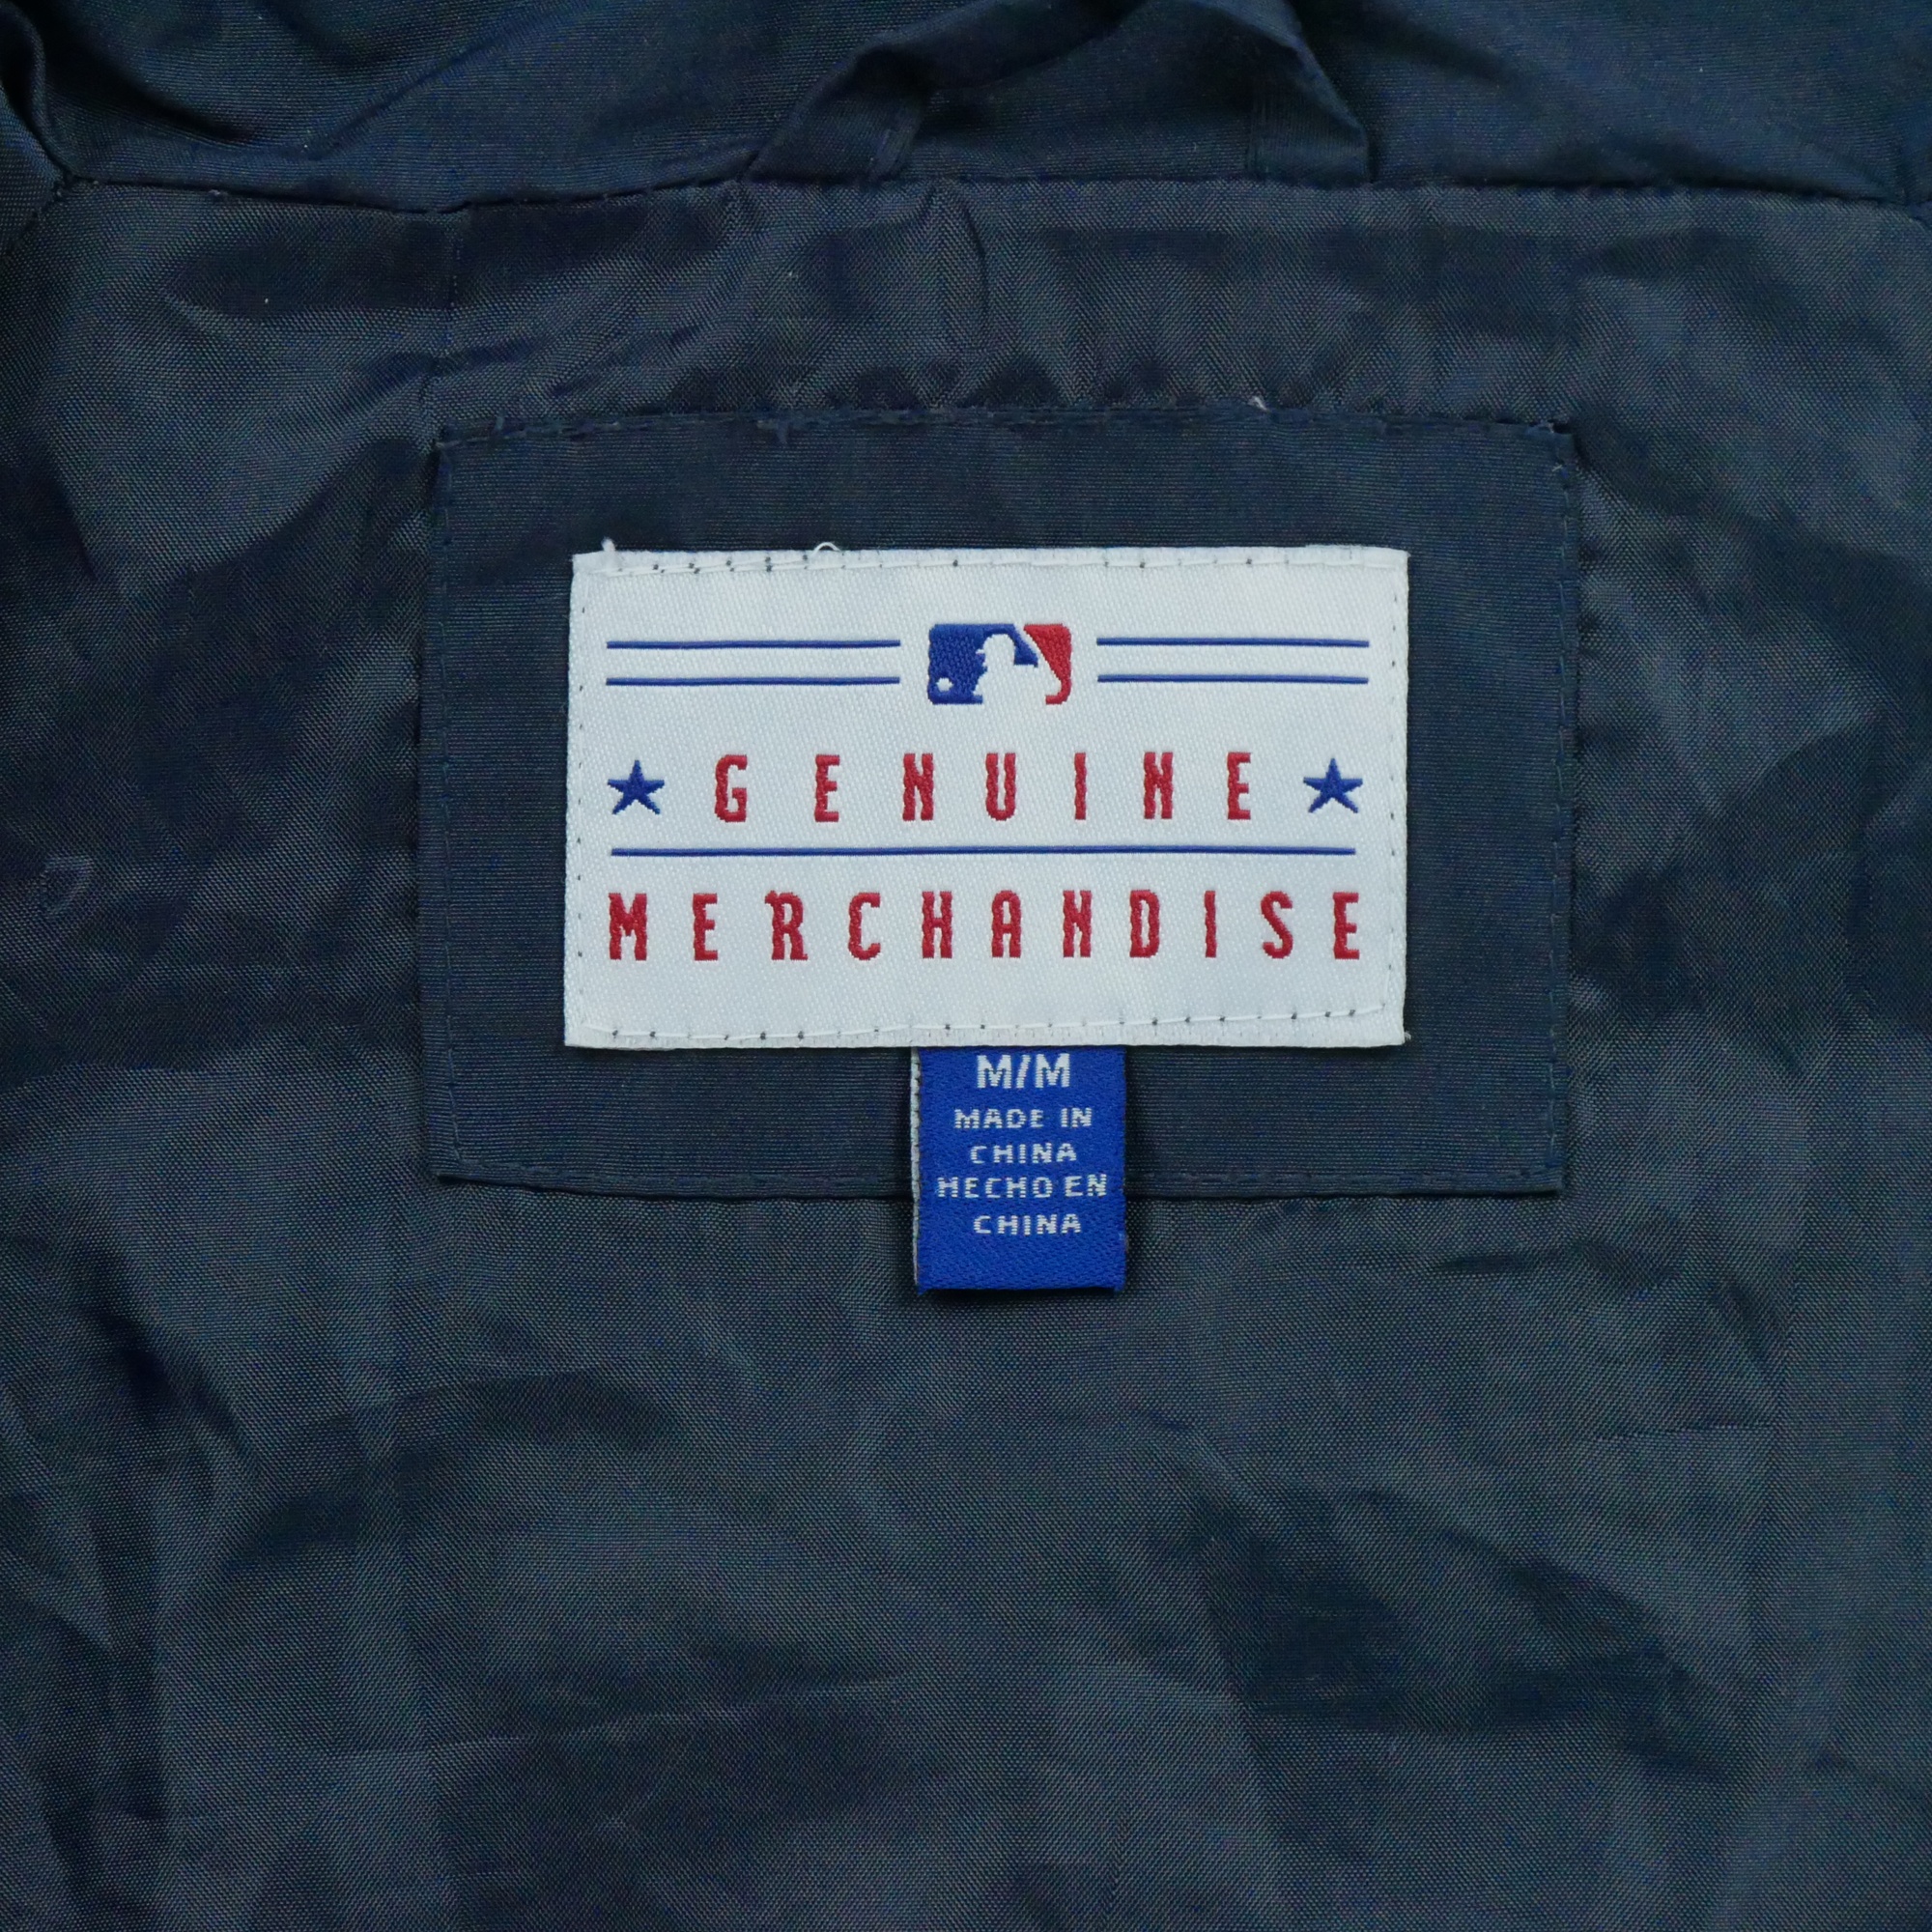 GENUINE
MERCHANDISE
M/M
MADE IN
CHINA
HECHO EN
CHINA